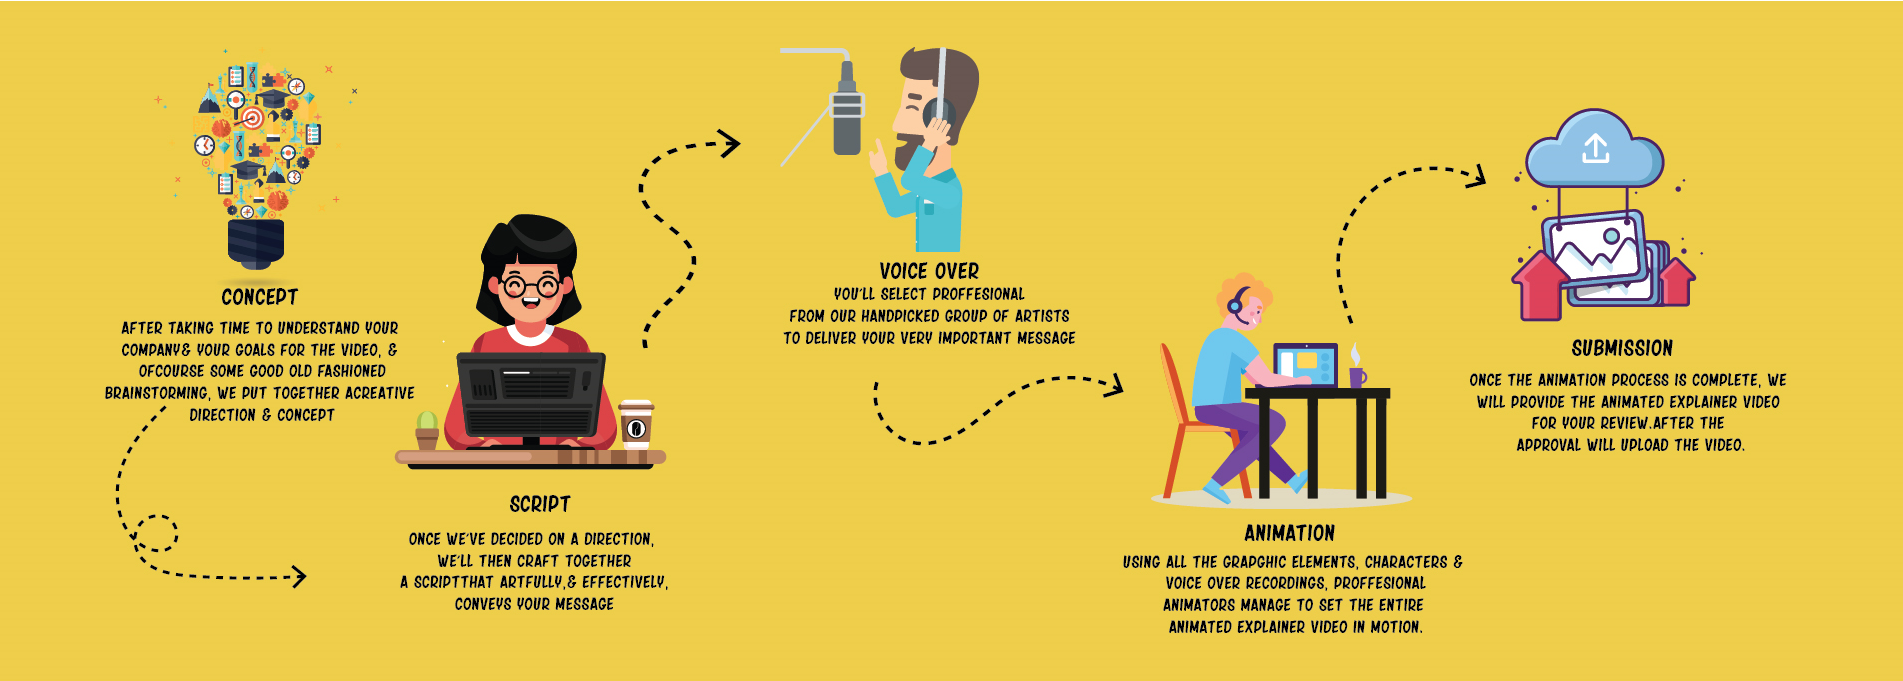 CONCEPT
AFTER TAKING TIME TO UNDERSTAND YOUR
COMPANY& YOUR GOALS FOR THE VIDEO, &
OFCOURSE SOME GOOD OLD FASHIONED
BRAINSTORMING, WE PUT TOGETHER ACREATIVE
DIRECTION & CONCEPT
SCRIPT
ONCE WE'VE DECIDED ON A DIRECTION,
WE'LL THEN CRAFT TOGETHER
A SCRIPTTHAT ARTFULLY,& EFFECTIVELY,
CONVEYS YOUR MESSAGE
VOICE OVER
YOU'LL SELECT PROFFESIONAL
FROM OUR HANDPICKED GROUP OF ARTISTS
TO DELIVER YOUR VERY IMPORTANT MESSAGE
ANIMATION
USING ALL THE GRAPGHIC ELEMENTS, CHARACTERS &
VOICE OVER RECORDINGS, PROFFESIONAL
ANIMATORS MANAGE TO SET THE ENTIRE
ANIMATED EXPLAINER VIDEO IN MOTION.
SUBMISSION
ONCE THE ANIMATION PROCESS IS COMPLETE, WE
WILL PROVIDE THE ANIMATED EXPLAINER VIDEO
FOR YOUR REVIEW.AFTER THE
APPROVAL WILL UPLOAD THE VIDEO.